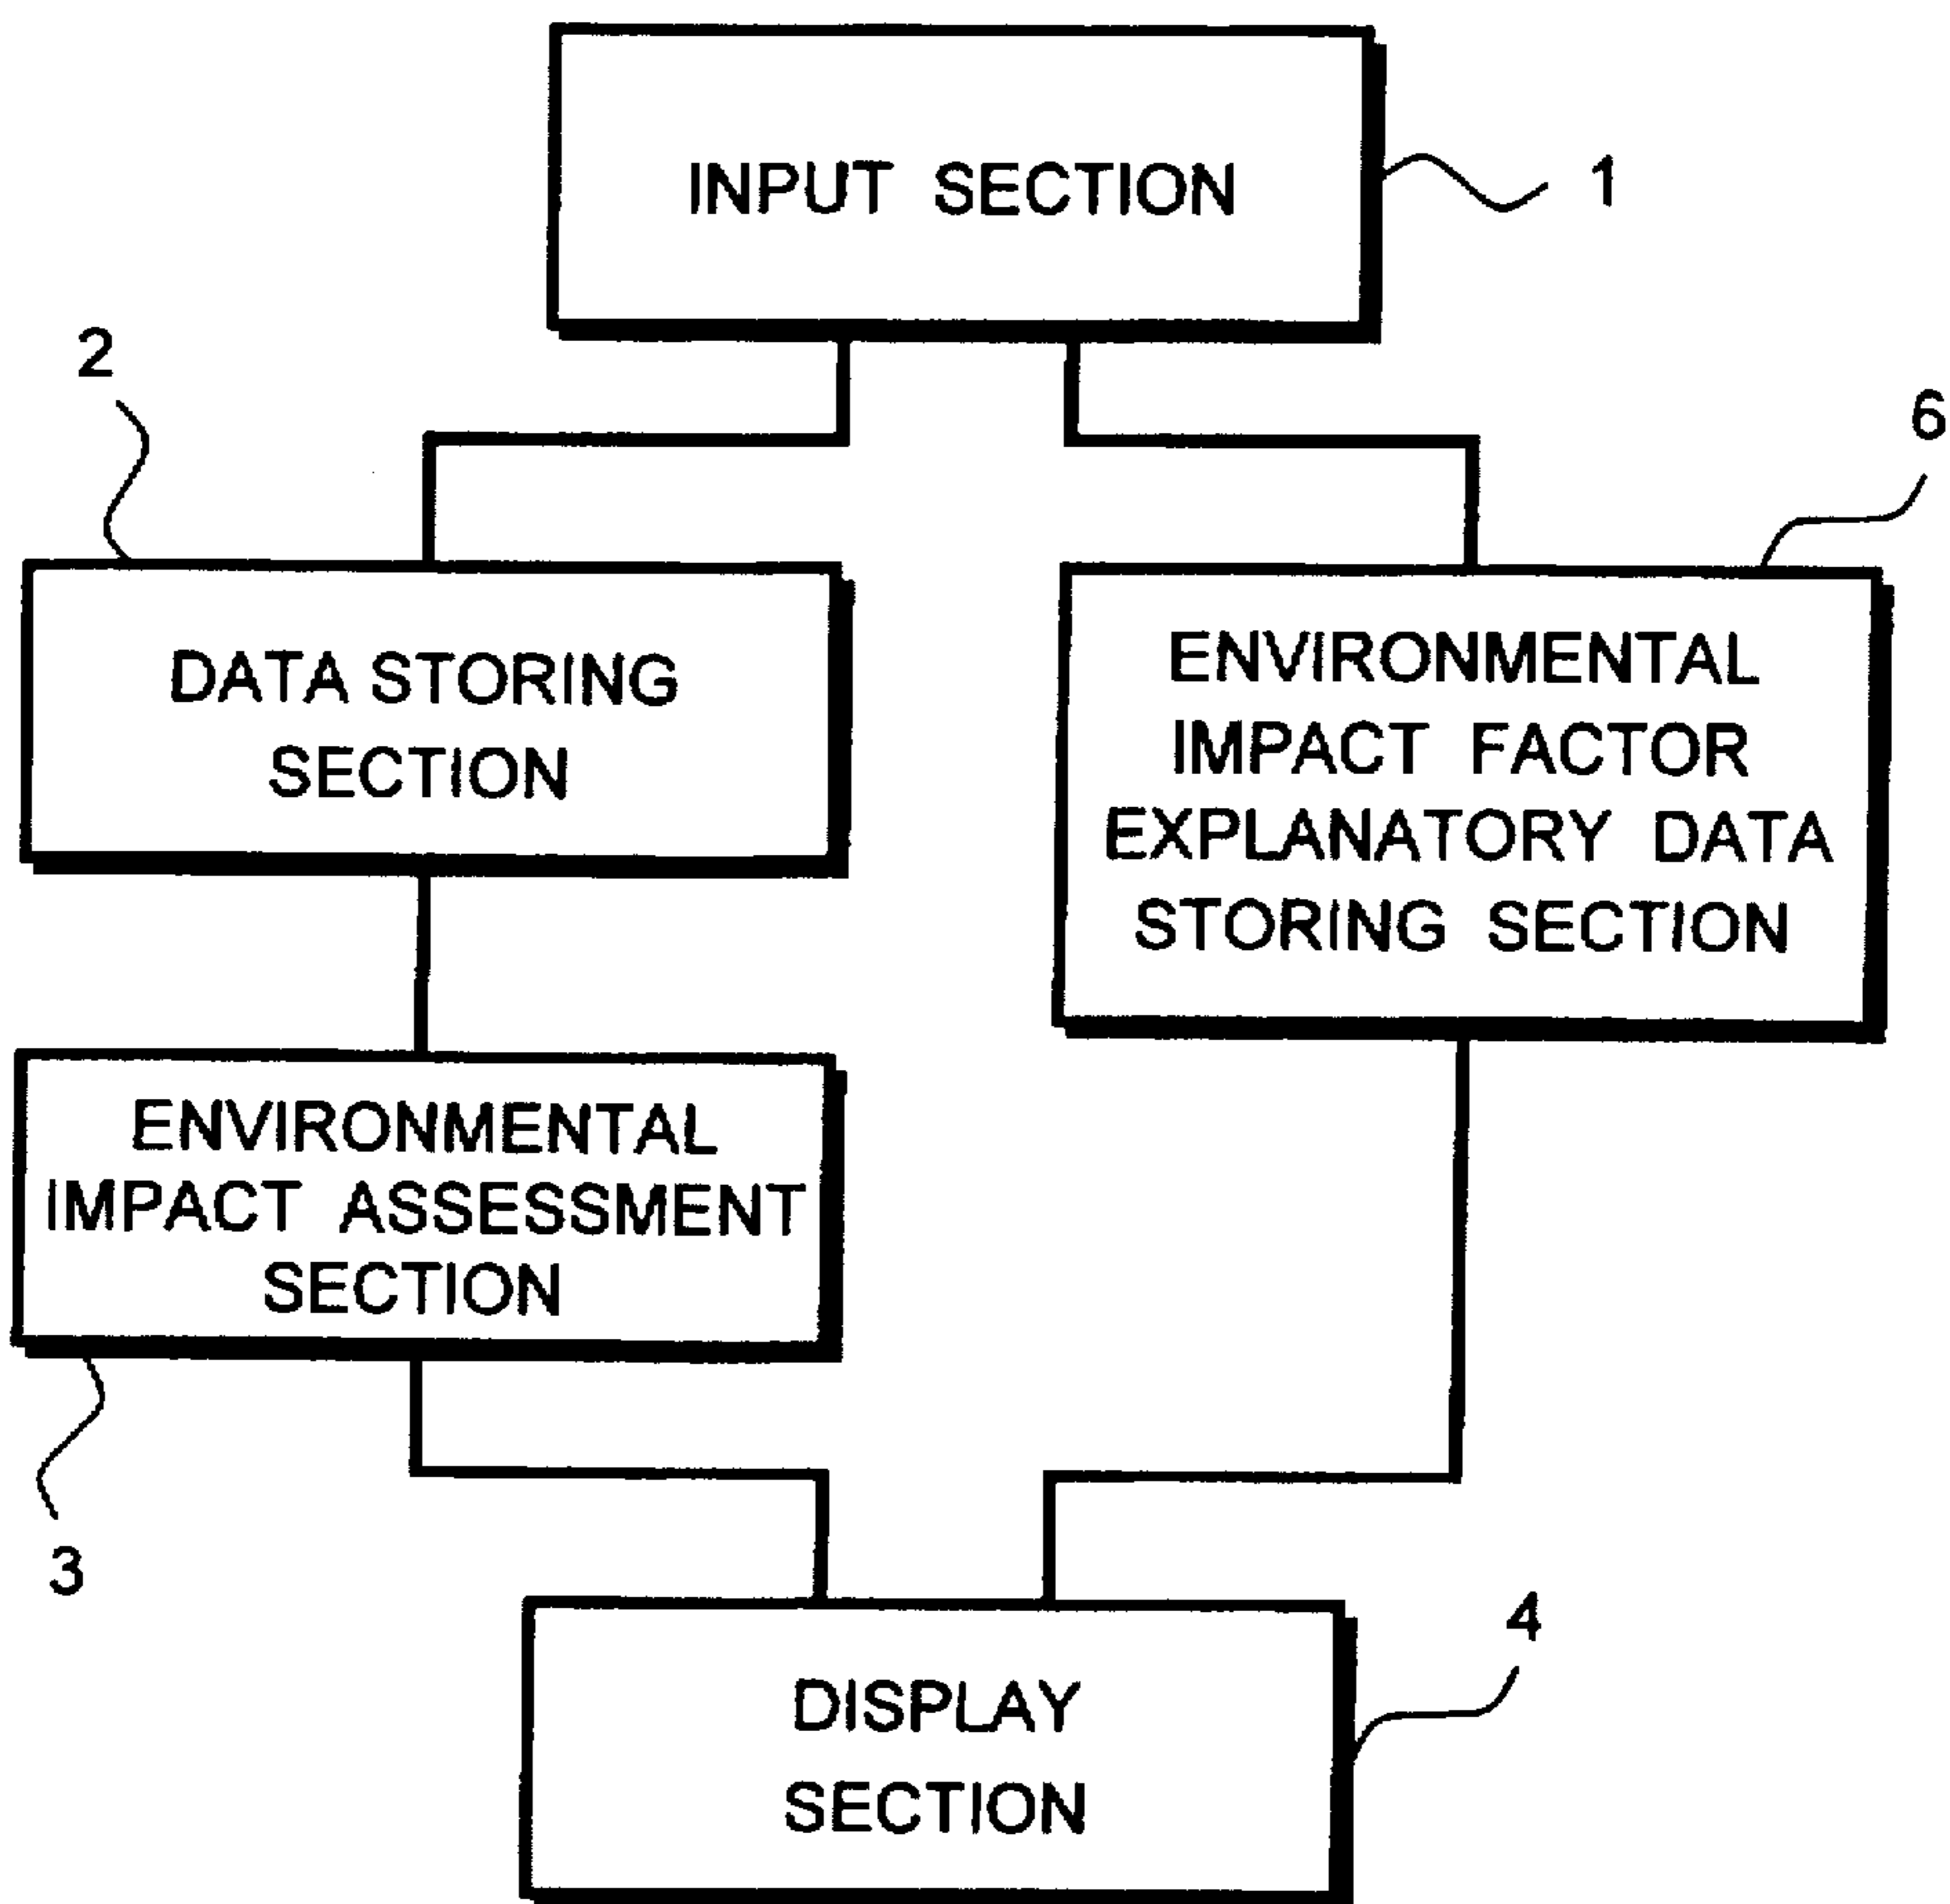 INPUT SECTION
1
2
6
DATA STORING
SECTION
ENVIRONMENTAL
IMPACT FACTOR
EXPLANATORY DATA
STORING SECTION
ENVIRONMENTAL
IMPACT ASSESSMENT
SECTION
3
4
DISPLAY
SECTION